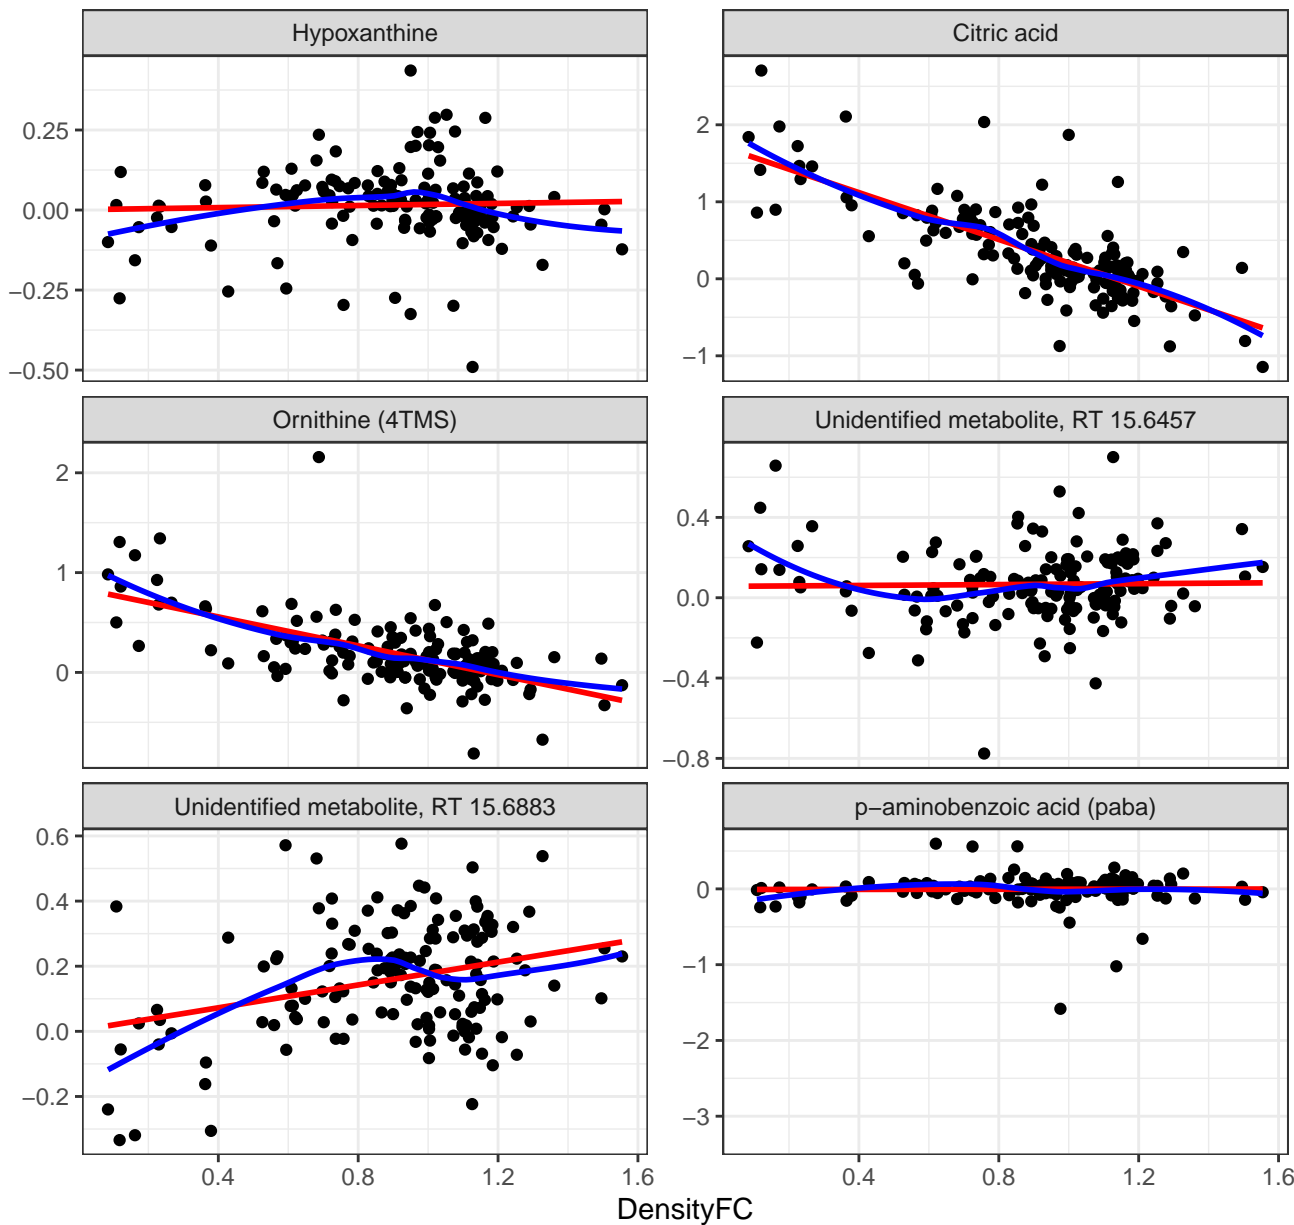 Hypoxanthine
Citric acid
0.25
0.00
−0.25
−0.50
2
1
0
−1
Ornithine (4TMS)
Unidentified metabolite, RT 15.6457
2
1
0
0.4
0.0
−0.4
−0.8
Unidentified metabolite, RT 15.6883
p−aminobenzoic acid (paba)
0.6
0.4
0.2
0.0
−0.2
0
−1
−2
−3
0.4 0.8 1.2 1.6
0.4 0.8 1.2 1.6
DensityFC